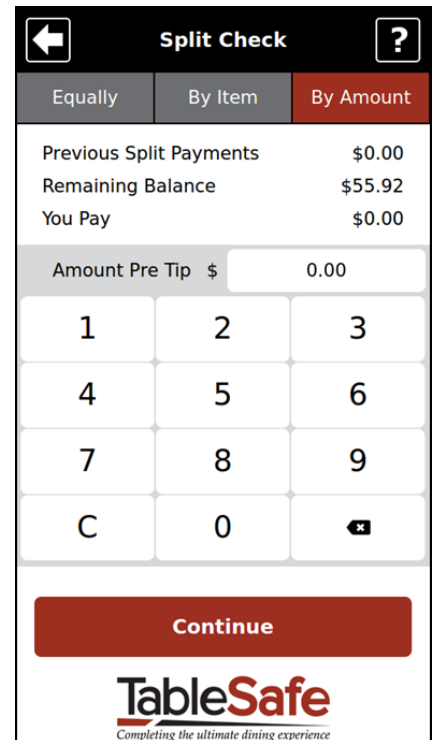 Split Check ?
Equally By Item By Amount
Previous Split Payments $0.00
Remaining Balance $55.92
You Pay $0.00
Amount Pre Tip $ 0.00
1 2 3
4 5 6
7 8 9
C 0
Continue
TableSafe
Completing the ultimate dining experience